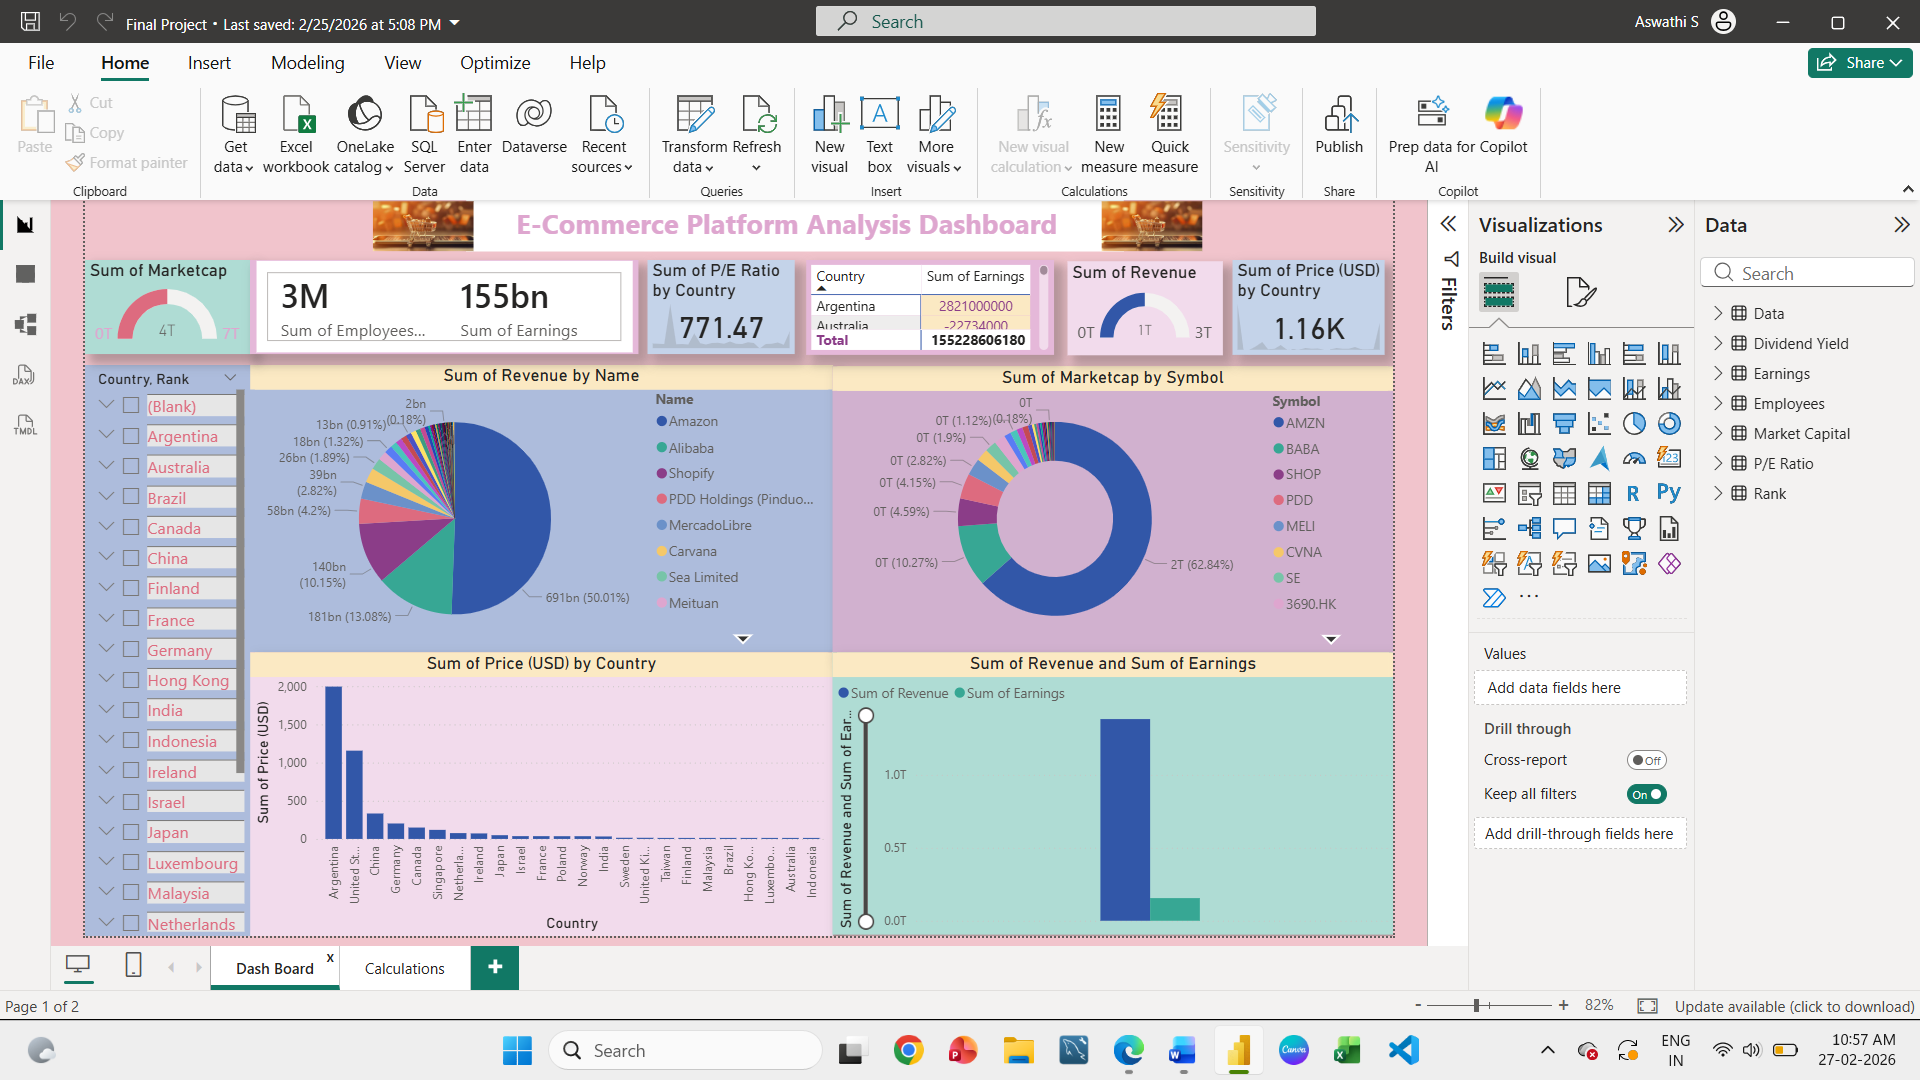 Final Project • Last saved: 2/25/2026 at 5:08 PM
Search
Aswathi S
File
Home
Insert
Modeling
View
Optimize
Help
Share
Paste
Cut
Copy
Format painter
Clipboard
Get data
Excel workbook
OneLake catalog
SQL Server
Enter data
Dataverse
Recent sources
Data
Transform data
Refresh
Queries
New visual
Text box
More visuals
Insert
New visual calculation
New measure
Quick measure
Calculations
Sensitivity
Sensitivity
Publish
Share
Prep data for AI
Copilot
Copilot
E-Commerce Platform Analysis Dashboard
Sum of Marketcap
0T
4T
7T
3M
Sum of Employees...
155bn
Sum of Earnings
Sum of P/E Ratio
by Country
771.47
Country
Sum of Earnings
Argentina
2821000000
Australia
-22734000
Total
155228606180
Sum of Revenue
0T
1T
3T
Sum of Price (USD)
by Country
1.16K
Country, Rank
(Blank)
Argentina
Australia
Brazil
Canada
China
Finland
France
Germany
Hong Kong
India
Indonesia
Ireland
Israel
Japan
Luxembourg
Malaysia
Netherlands
Sum of Revenue by Name
2bn
(0.18%)
13bn (0.91%)
18bn (1.32%)
26bn (1.89%)
39bn
(2.82%)
58bn (4.2%)
140bn
(10.15%)
181bn (13.08%)
691bn (50.01%)
Name
Amazon
Alibaba
Shopify
PDD Holdings (Pinduo...
MercadoLibre
Carvana
Sea Limited
Meituan
Sum of Marketcap by Symbol
0T
(0.18%)
0T (1.12%)
0T (1.9%)
0T (2.82%)
0T (4.15%)
0T (4.59%)
0T (10.27%)
2T (62.84%)
Symbol
AMZN
BABA
SHOP
PDD
MELI
CVNA
SE
3690.HK
Sum of Price (USD) by Country
Sum of Price (USD)
2,000
1,500
1,000
500
0
Argentina
United St...
China
Germany
Canada
Singapore
Netherla...
Ireland
Japan
Israel
France
Poland
Norway
India
Sweden
United Ki...
Taiwan
Finland
Malaysia
Brazil
Hong Ko...
Luxembo...
Australia
Indonesia
Country
Sum of Revenue and Sum of Earnings
Sum of Revenue
Sum of Earnings
Sum of Revenue and Sum of Ear...
1.0T
0.5T
0.0T
Filters
Visualizations
Build visual
Values
Add data fields here
Drill through
Cross-report
Off
Keep all filters
On
Add drill-through fields here
Data
Search
Data
Dividend Yield
Earnings
Employees
Market Capital
P/E Ratio
Rank
DAX
TMDL
R
Py
123
Dash Board
x
Calculations
+
Page 1 of 2
- + 82%
Update available (click to download)
Search
Canva
ENG
IN
10:57 AM
27-02-2026